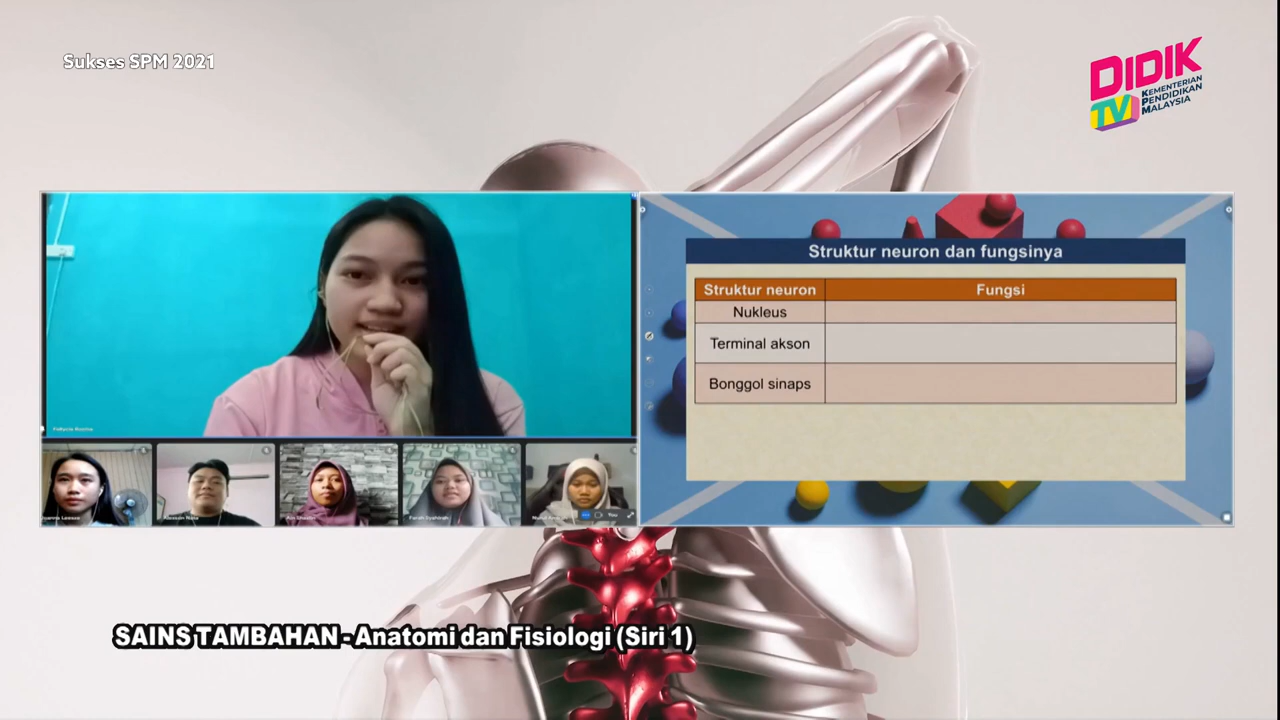 Sukses SPM 2021
DIDIK
TV
KEMENTERIAN
PENDIDIKAN
MALAYSIA
Struktur neuron dan fungsinya
Struktur neuron Fungsi
Nukleus
Terminal akson
Bonggol sinaps
You
SAINS TAMBAHAN - Anatomi dan Fisiologi (Siri 1)